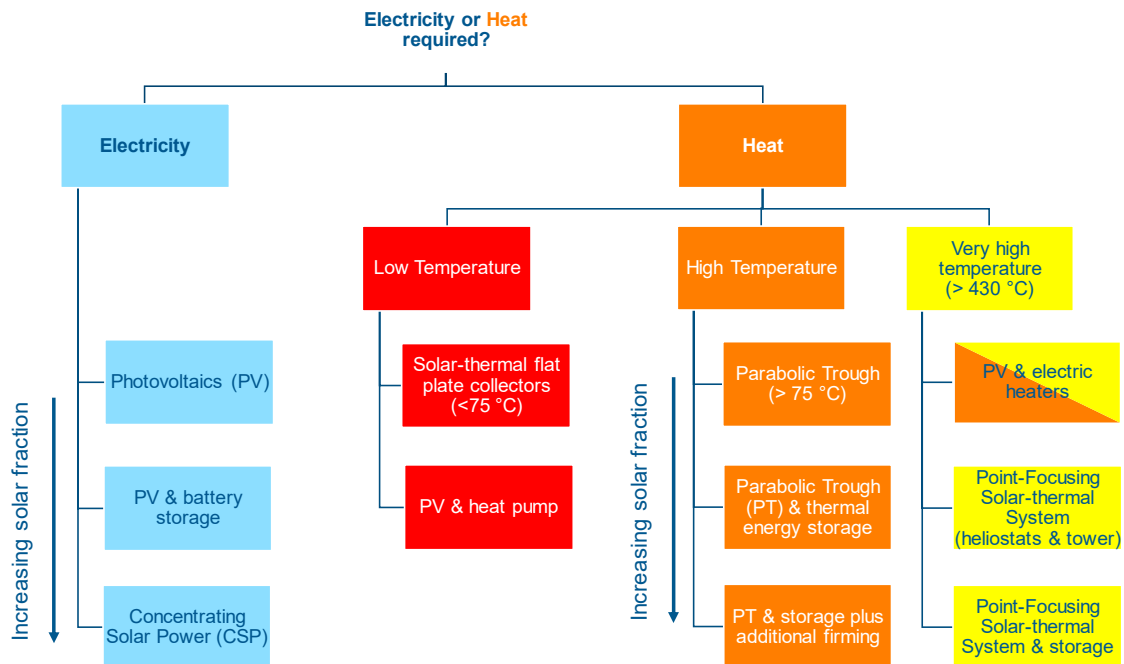 Electricity or Heat
required?
Electricity
Heat
Low Temperature
High Temperature
Very high
temperature
(> 430 °C)
Photovoltaics (PV)
Solar-thermal flat
plate collectors
(<75 °C)
Parabolic Trough
(> 75 °C)
PV & electric
heaters
Increasing solar fraction
PV & battery
storage
PV & heat pump
Increasing solar fraction
Parabolic Trough
(PT) & thermal
energy storage
Point-Focusing
Solar-thermal
System
(heliostats & tower)
Concentrating
Solar Power (CSP)
PT & storage plus
additional firming
Point-Focusing
Solar-thermal
System & storage